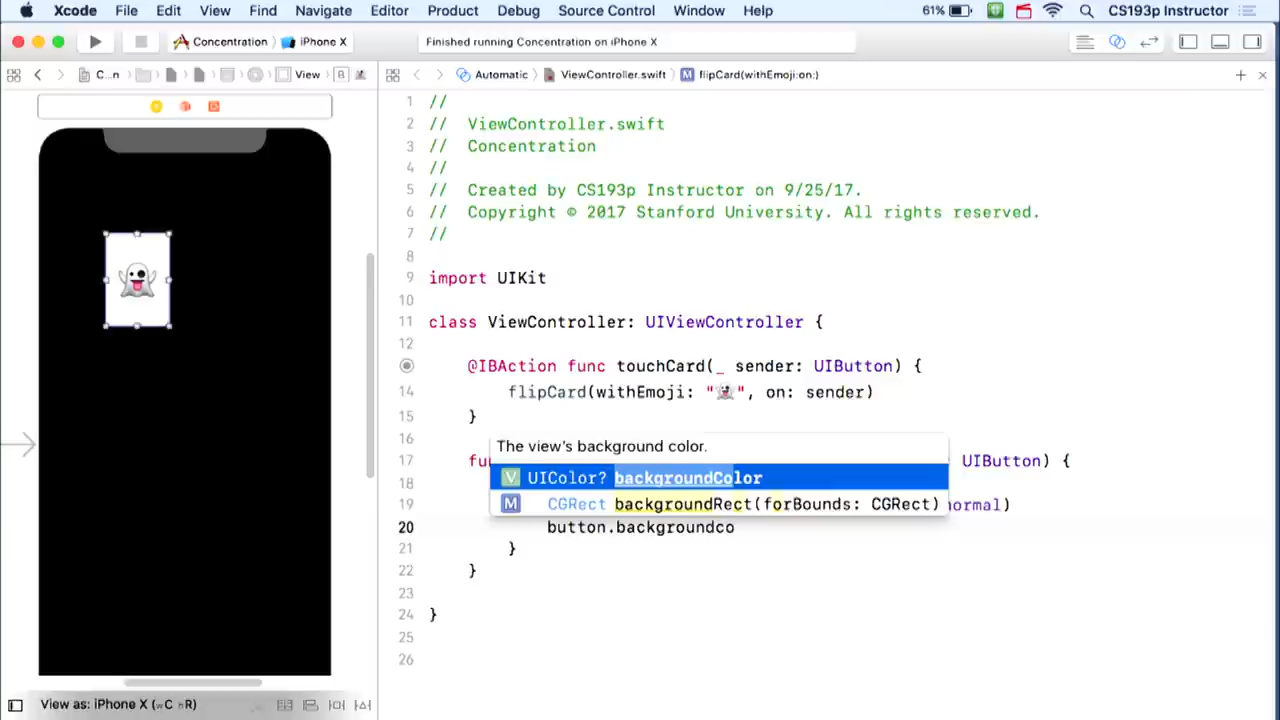 Xcode File Edit View Find Navigate Editor Product Debug Source Control Window Help 61% CS193p Instructor
Concentration iPhone X Finished running Concentration on iPhone X
C...n View B Automatic ViewController.swift M flipCard(withEmoji:on:)
1 //
2 // ViewController.swift
3 // Concentration
4 //
5 // Created by CS193p Instructor on 9/25/17.
6 // Copyright © 2017 Stanford University. All rights reserved.
7 //
8
9 import UIKit
10
11 class ViewController: UIViewController {
12
@IBAction func touchCard(_ sender: UIButton) {
14 flipCard(withEmoji: "👻", on: sender)
15 }
16
The view's background color.
17 fu UIButton) {
V UIColor? backgroundColor
18
M CGRect backgroundRect(forBounds: CGRect)
19 normal)
20 button.backgroundco
21 }
22 }
23
24 }
25
26
View as: iPhone X (wC hR)